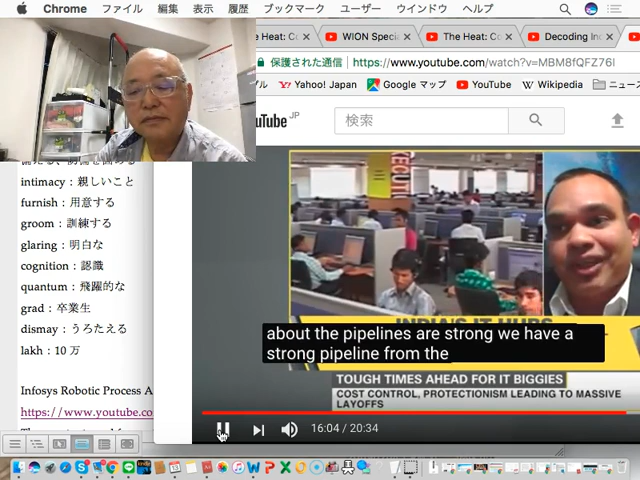 Chrome ファイル 編集 表示 履歴 ブックマーク ユーザー ウインドウ ヘルプ
e Heat: Co
WION Speci
The Heat: C
Decoding In
保護された通信
https://www.youtube.com/watch?v=MBM8fQFZ76I
Yahoo! Japan
Google マップ
YouTube
Wikipedia
ouTube JP
検索
intimacy：親しいこと
furnish：用意する
groom：訓練する
glaring：明白な
cognition：認識
quantum：飛躍的な
grad：卒業生
dismay：うろたえる
lakh：10 万
Infosys Robotic Process A
https://www.youtube.co
EXECUTI
INDIA'S IT HUBS
about the pipelines are strong we have a
strong pipeline from the
TOUGH TIMES AHEAD FOR IT BIGGIES
COST CONTROL, PROTECTIONISM LEADING TO MASSIVE
LAYOFFS
16:04 / 20:34